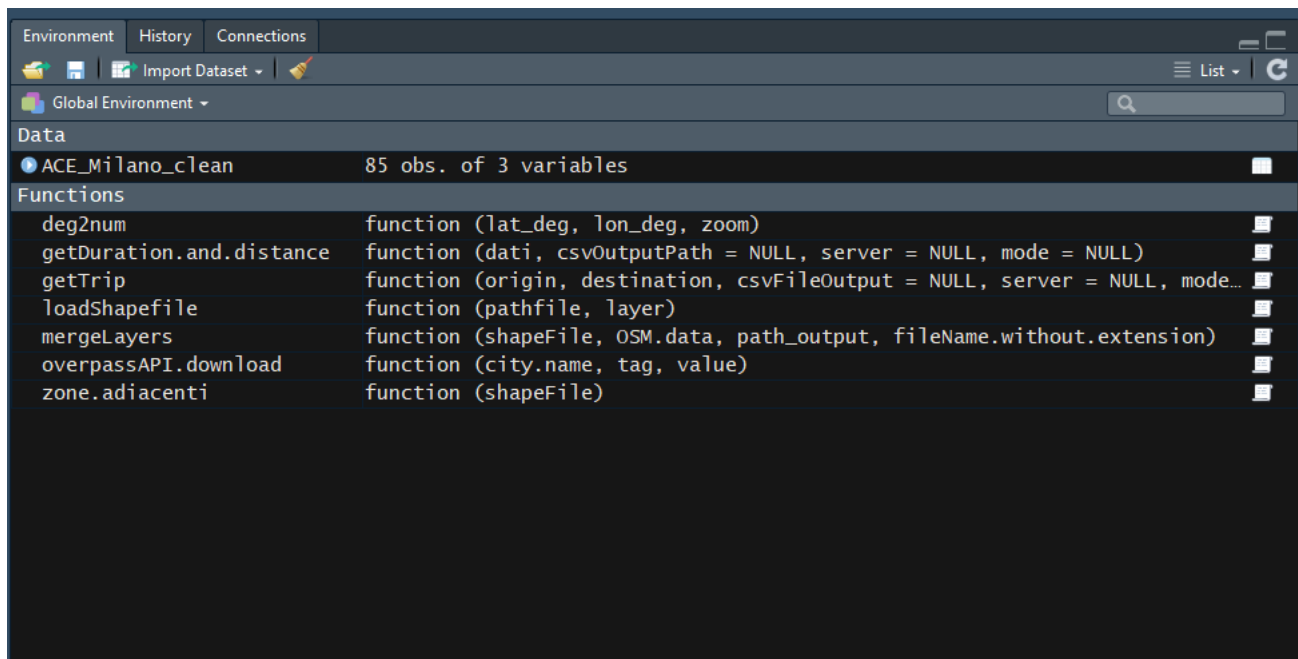 Environment History Connections
Import Dataset List
Global Environment
Data
ACE_Milano_clean 85 obs. of 3 variables
Functions
deg2num function (lat_deg, lon_deg, zoom)
getDuration.and.distance function (dati, csvOutputPath = NULL, server = NULL, mode = NULL)
getTrip function (origin, destination, csvFileOutput = NULL, server = NULL, mode…
loadShapefile function (pathfile, layer)
mergeLayers function (shapeFile, OSM.data, path_output, fileName.without.extension)
overpassAPI.download function (city.name, tag, value)
zone.adiacenti function (shapeFile)